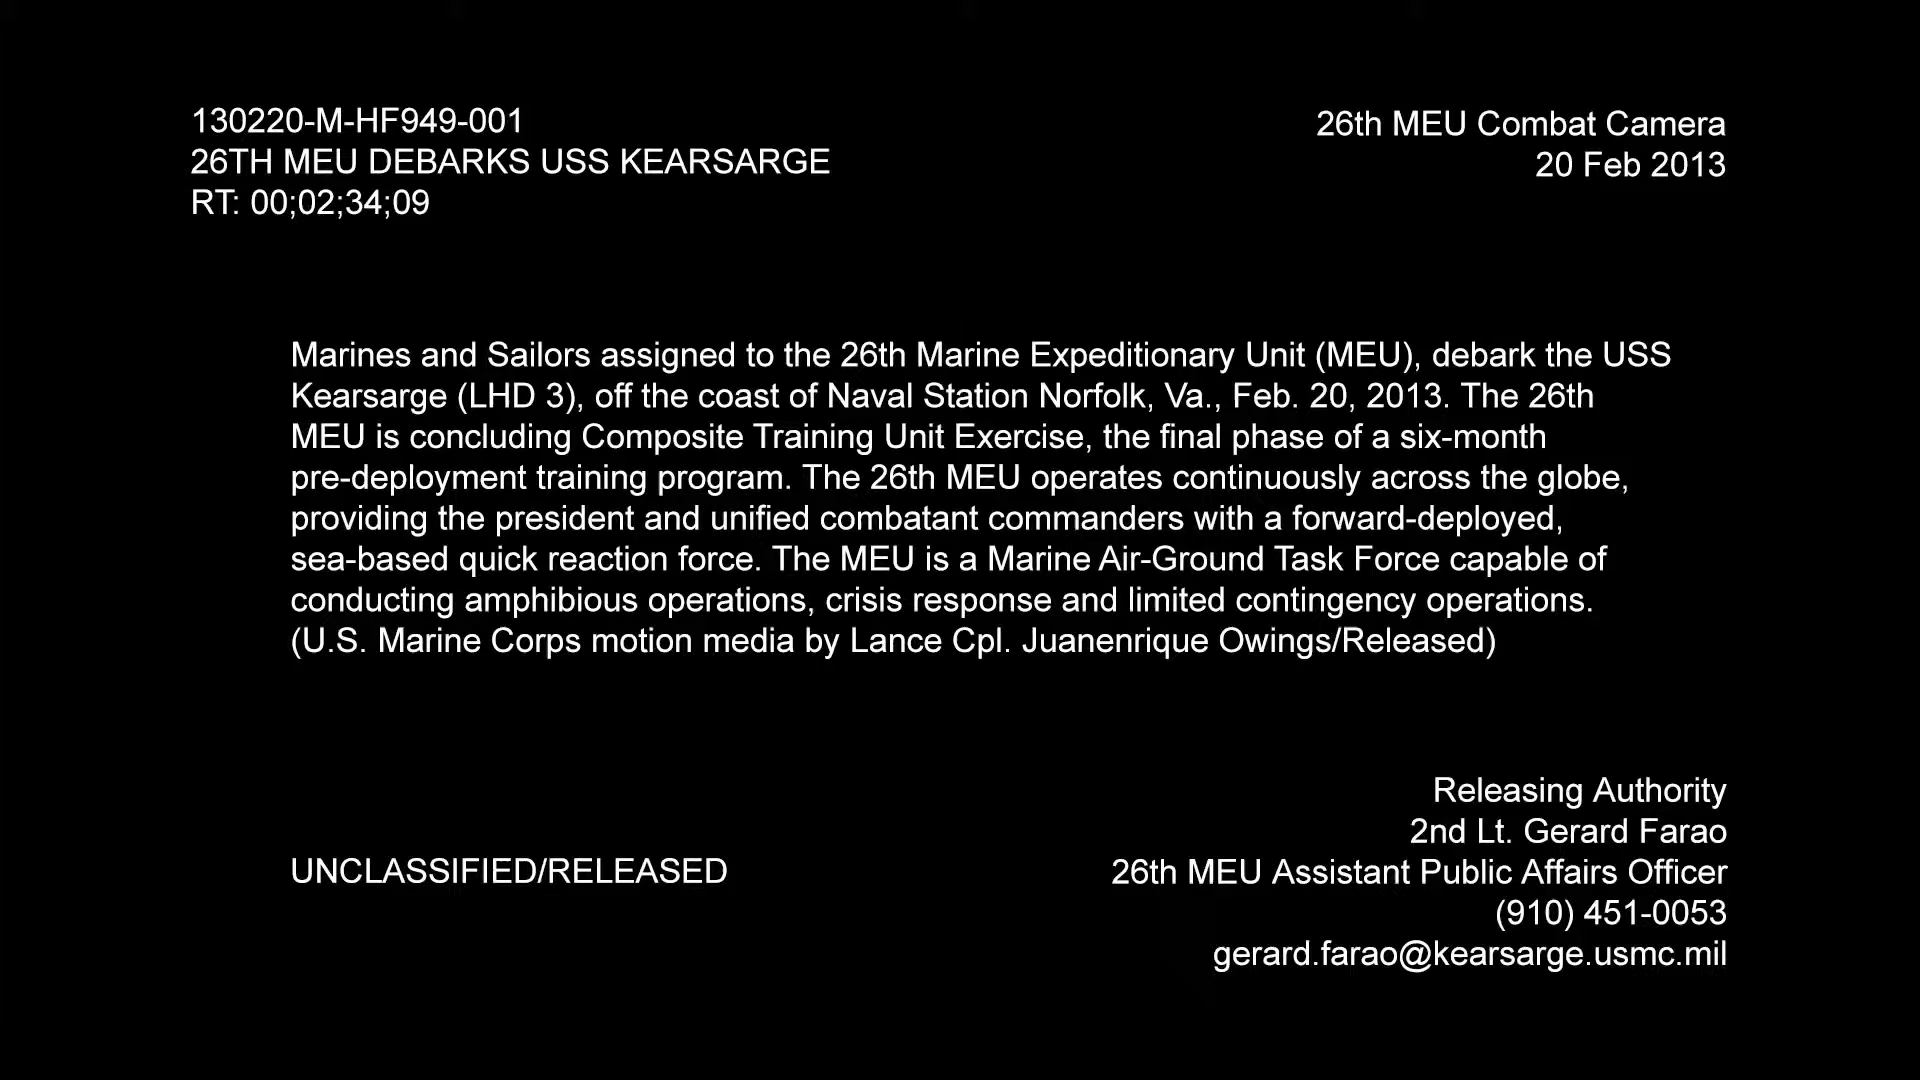 130220-M-HF949-001
26TH MEU DEBARKS USS KEARSARGE
RT: 00;02;34;09
26th MEU Combat Camera
20 Feb 2013
Marines and Sailors assigned to the 26th Marine Expeditionary Unit (MEU), debark the USS
Kearsarge (LHD 3), off the coast of Naval Station Norfolk, Va., Feb. 20, 2013. The 26th
MEU is concluding Composite Training Unit Exercise, the final phase of a six-month
pre-deployment training program. The 26th MEU operates continuously across the globe,
providing the president and unified combatant commanders with a forward-deployed,
sea-based quick reaction force. The MEU is a Marine Air-Ground Task Force capable of
conducting amphibious operations, crisis response and limited contingency operations.
(U.S. Marine Corps motion media by Lance Cpl. Juanenrique Owings/Released)
UNCLASSIFIED/RELEASED
Releasing Authority
2nd Lt. Gerard Farao
26th MEU Assistant Public Affairs Officer
(910) 451-0053
gerard.farao@kearsarge.usmc.mil